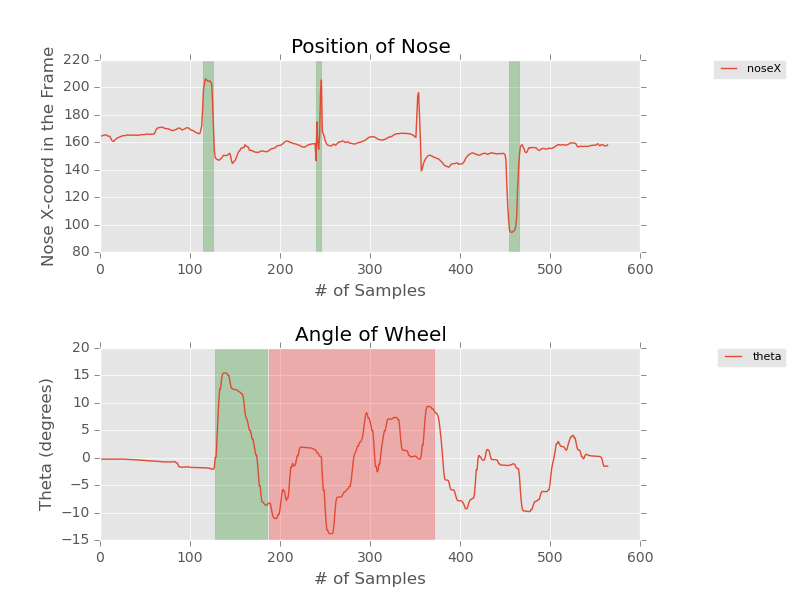 Position of Nose
noseX
Nose X-coord in the Frame
220
200
180
160
140
120
100
80
0 100 200 300 400 500 600
# of Samples
Angle of Wheel
theta
Theta (degrees)
20
15
10
5
0
−5
−10
−15
0 100 200 300 400 500 600
# of Samples